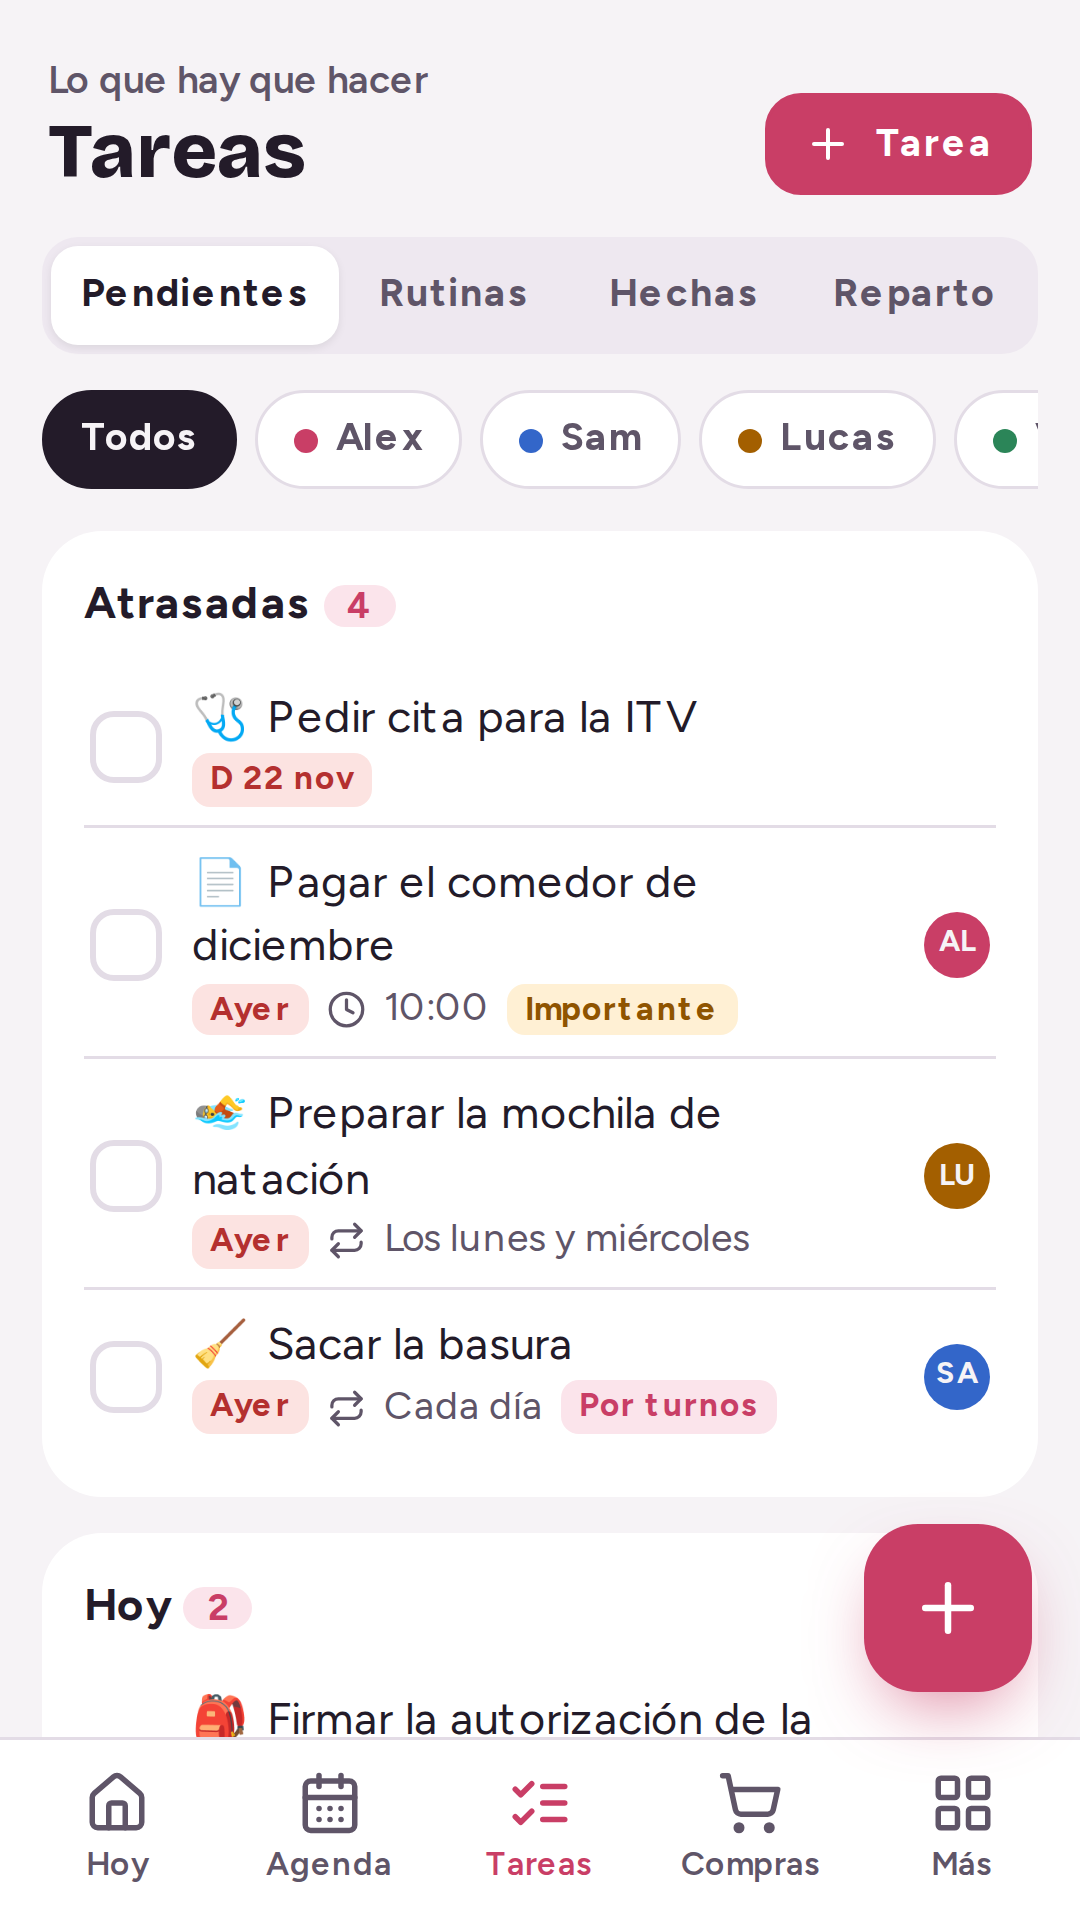 Lo que hay que hacer
Tareas
+ Tarea
Pendientes Rutinas Hechas Reparto
Todos Alex Sam Lucas
Atrasadas 4
Pedir cita para la ITV
D 22 nov
Pagar el comedor de
diciembre
AL
Ayer 10:00 Importante
Preparar la mochila de
natación
LU
Ayer Los lunes y miércoles
Sacar la basura
SA
Ayer Cada día Por turnos
Hoy 2
Firmar la autorización de la
Hoy Agenda Tareas Compras Más